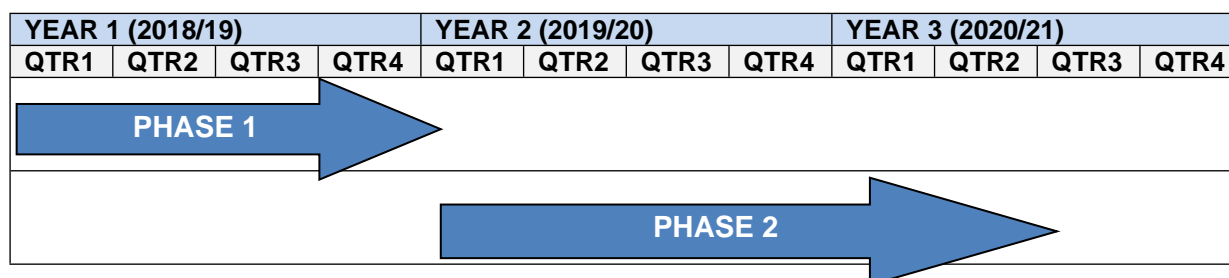 YEAR 1 (2018/19) YEAR 2 (2019/20) YEAR 3 (2020/21)
QTR1 QTR2 QTR3 QTR4 QTR1 QTR2 QTR3 QTR4 QTR1 QTR2 QTR3 QTR4
PHASE 1
PHASE 2